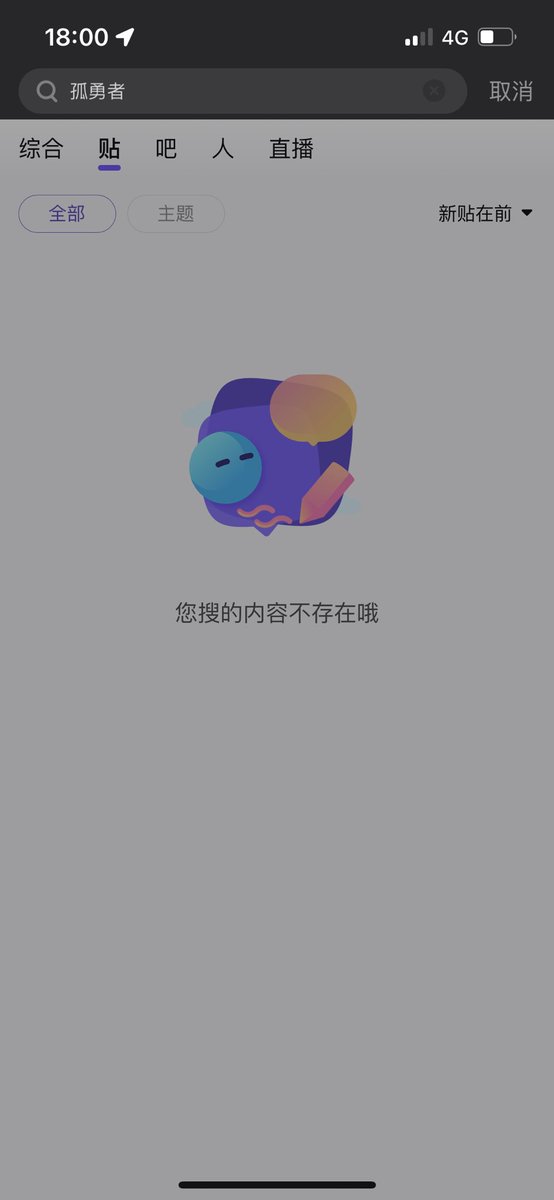 18:00 4G
孤勇者 取消
综合 贴 吧 人 直播
全部 主题 新贴在前
您搜的内容不存在哦